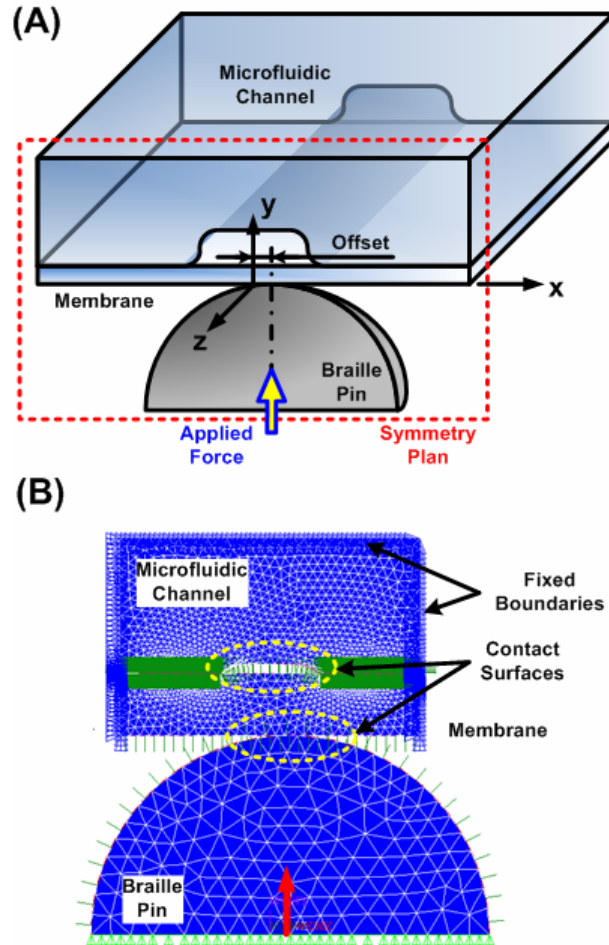 (A)
Microfluidic
Channel
y
Offset
Membrane
x
z
Braille
Pin
Applied
Force
Symmetry
Plan
(B)
Microfluidic
Channel
Fixed
Boundaries
Contact
Surfaces
Membrane
Braille
Pin